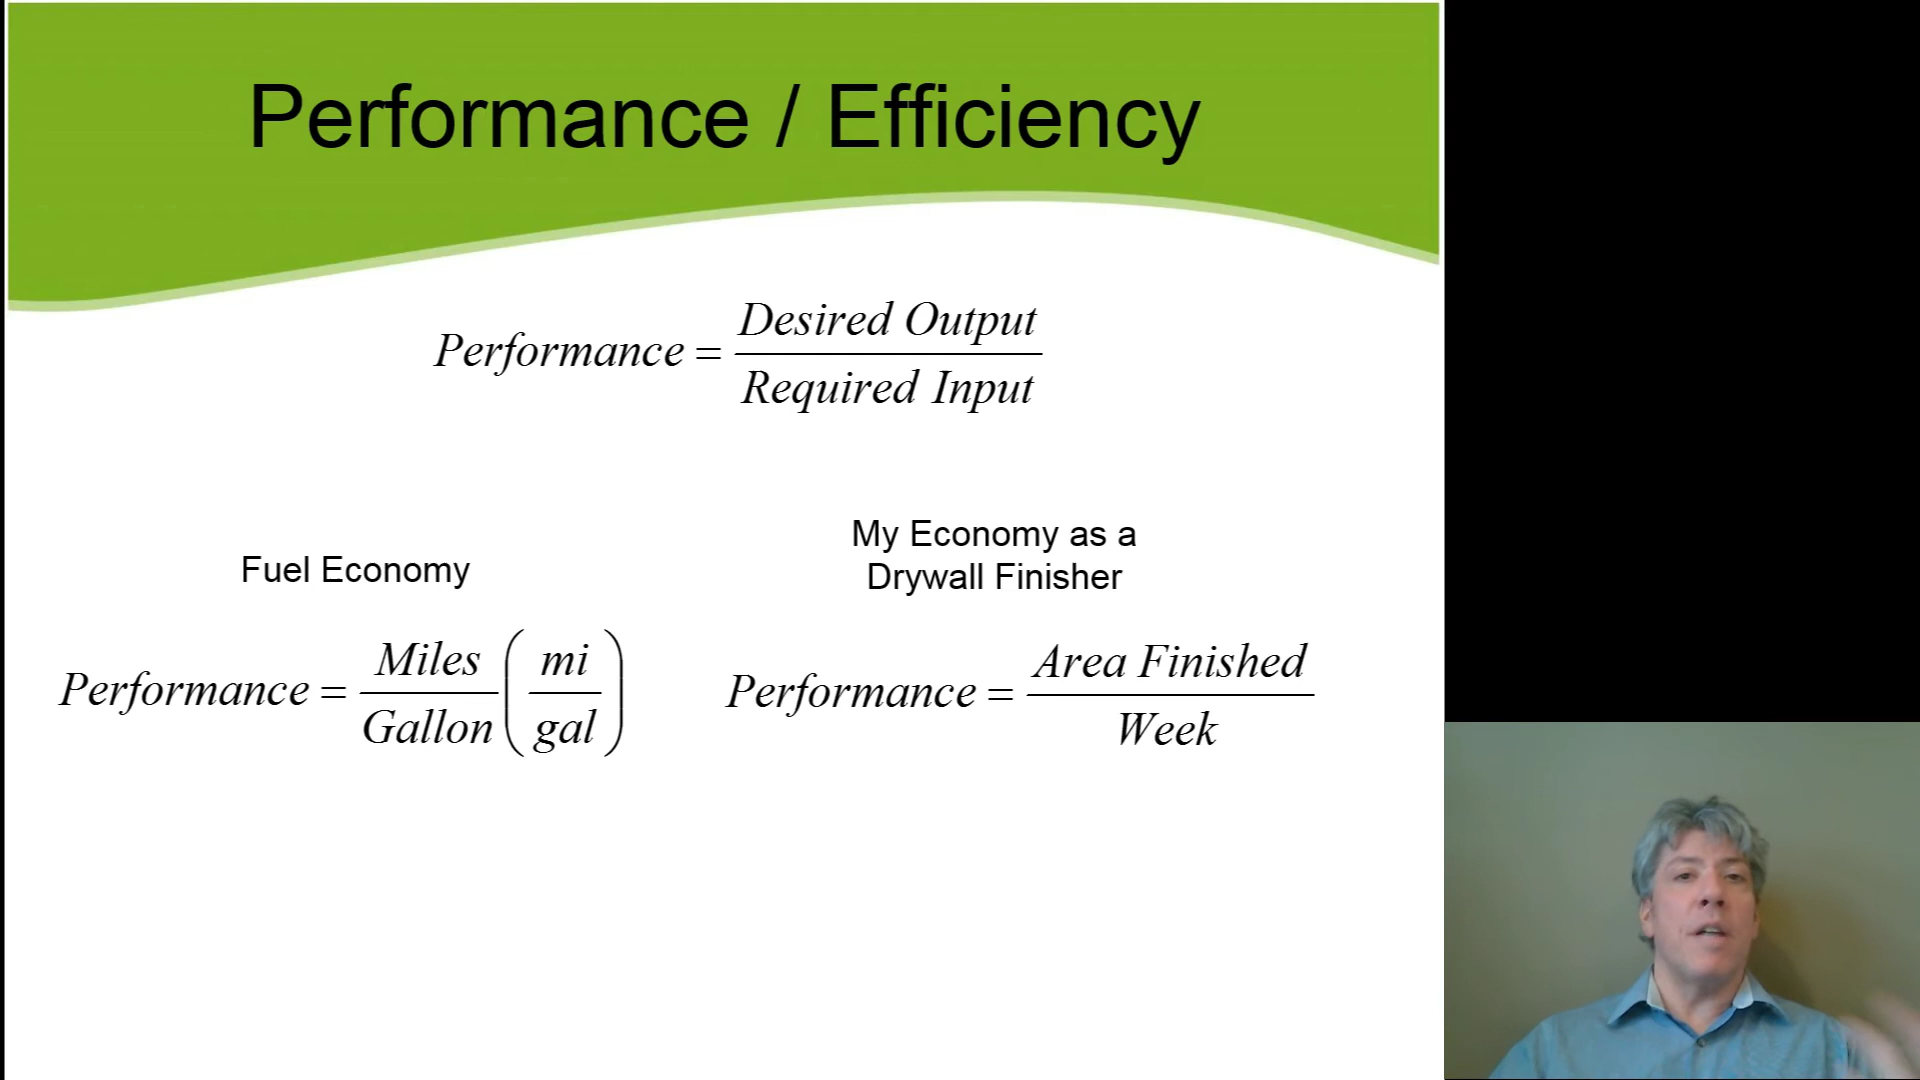 Performance / Efficiency
Performance = Desired Output / Required Input
Fuel Economy
Performance = Miles / Gallon ( mi / gal )
My Economy as a
Drywall Finisher
Performance = Area Finished / Week